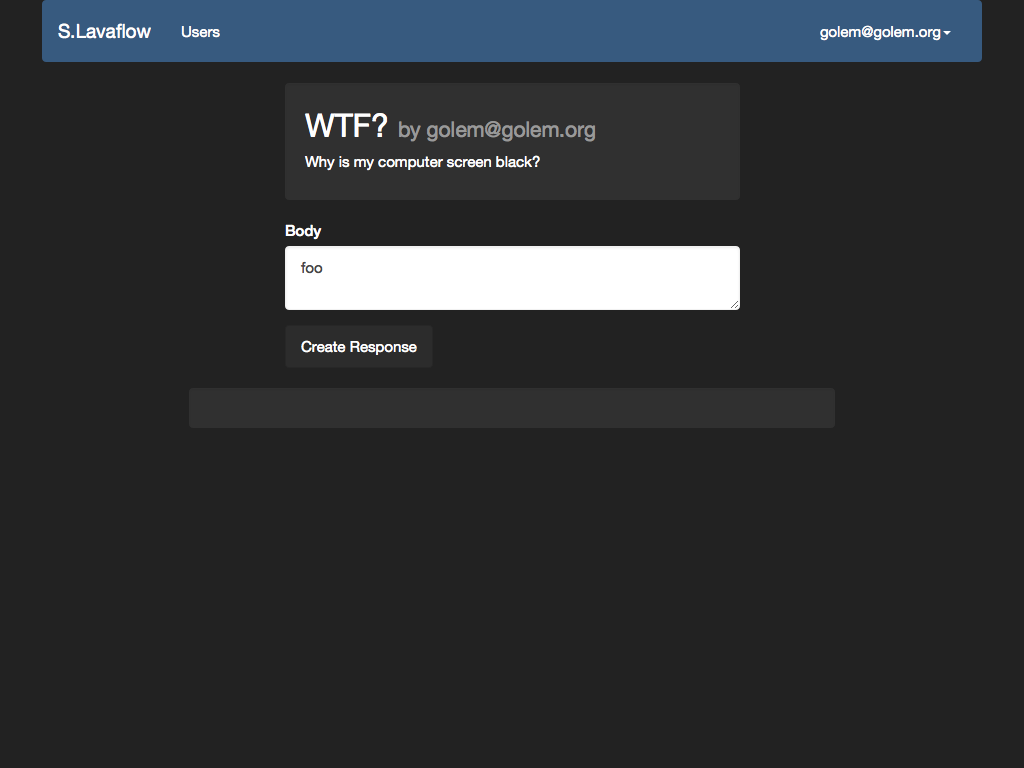 S.Lavaflow Users golem@golem.org
WTF? by golem@golem.org
Why is my computer screen black?
Body
foo
Create Response